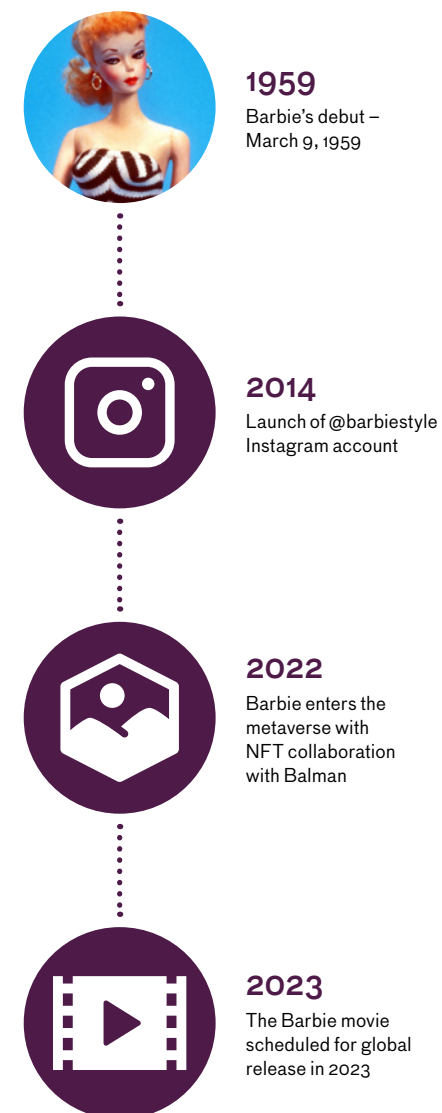 1959
Barbie’s debut –
March 9, 1959
2014
Launch of @barbiestyle
Instagram account
2022
Barbie enters the
metaverse with
NFT collaboration
with Balman
2023
The Barbie movie
scheduled for global
release in 2023